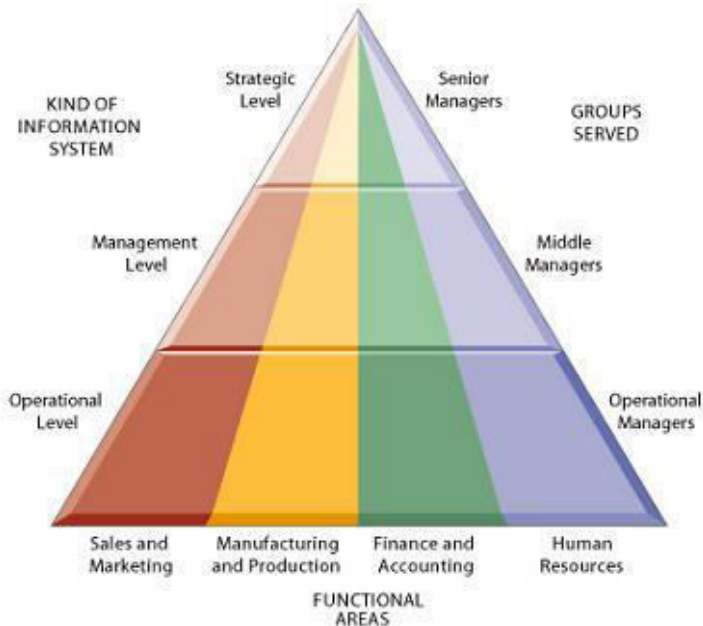 Strategic
Level
Senior
Managers
KIND OF
INFORMATION
SYSTEM
GROUPS
SERVED
Management
Level
Middle
Managers
Operational
Level
Operational
Managers
Sales and
Marketing
Manufacturing
and Production
Finance and
Accounting
Human
Resources
FUNCTIONAL
AREAS